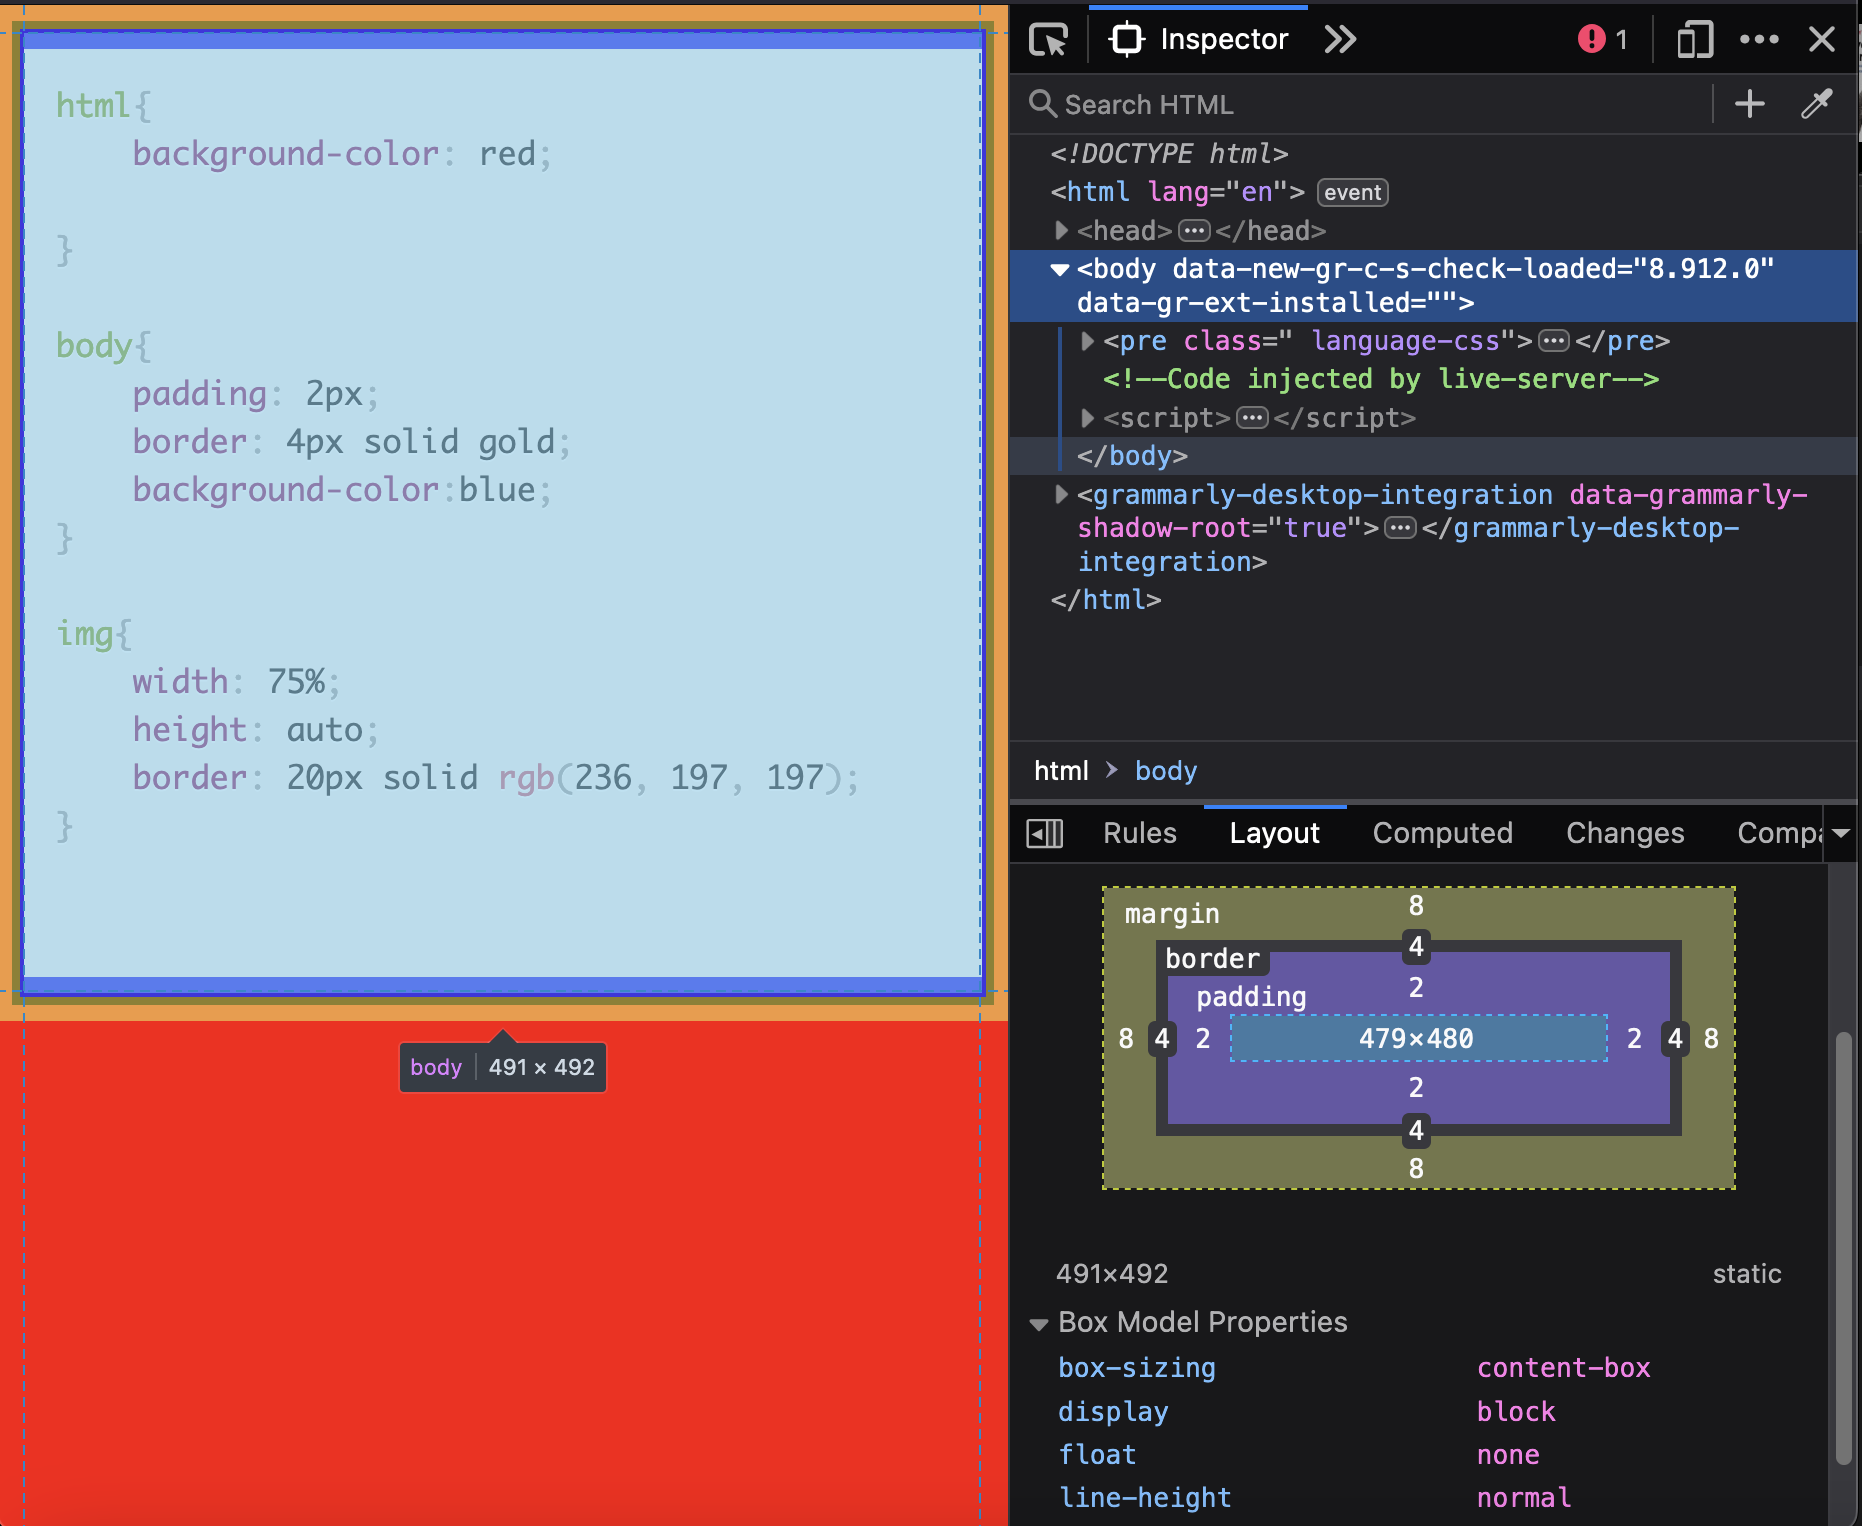 html{
background-color: red;
}
body{
padding: 2px;
border: 4px solid gold;
background-color:blue;
}
img{
width: 75%;
height: auto;
border: 20px solid rgb(236, 197, 197);
}
body 491 × 492
Inspector 1
Search HTML
<!DOCTYPE html>
<html lang="en"> event
<head>···</head>
<body data-new-gr-c-s-check-loaded="8.912.0"
data-gr-ext-installed="">
<pre class=" language-css">···</pre>
<!--Code injected by live-server-->
<script>···</script>
</body>
<grammarly-desktop-integration data-grammarly-
shadow-root="true">···</grammarly-desktop-
integration>
</html>
html > body
Rules Layout Computed Changes
margin 8
border 4
padding 2
8 4 2 479×480 2 4 8
2
4
8
491×492 static
Box Model Properties
box-sizing content-box
display block
float none
line-height normal